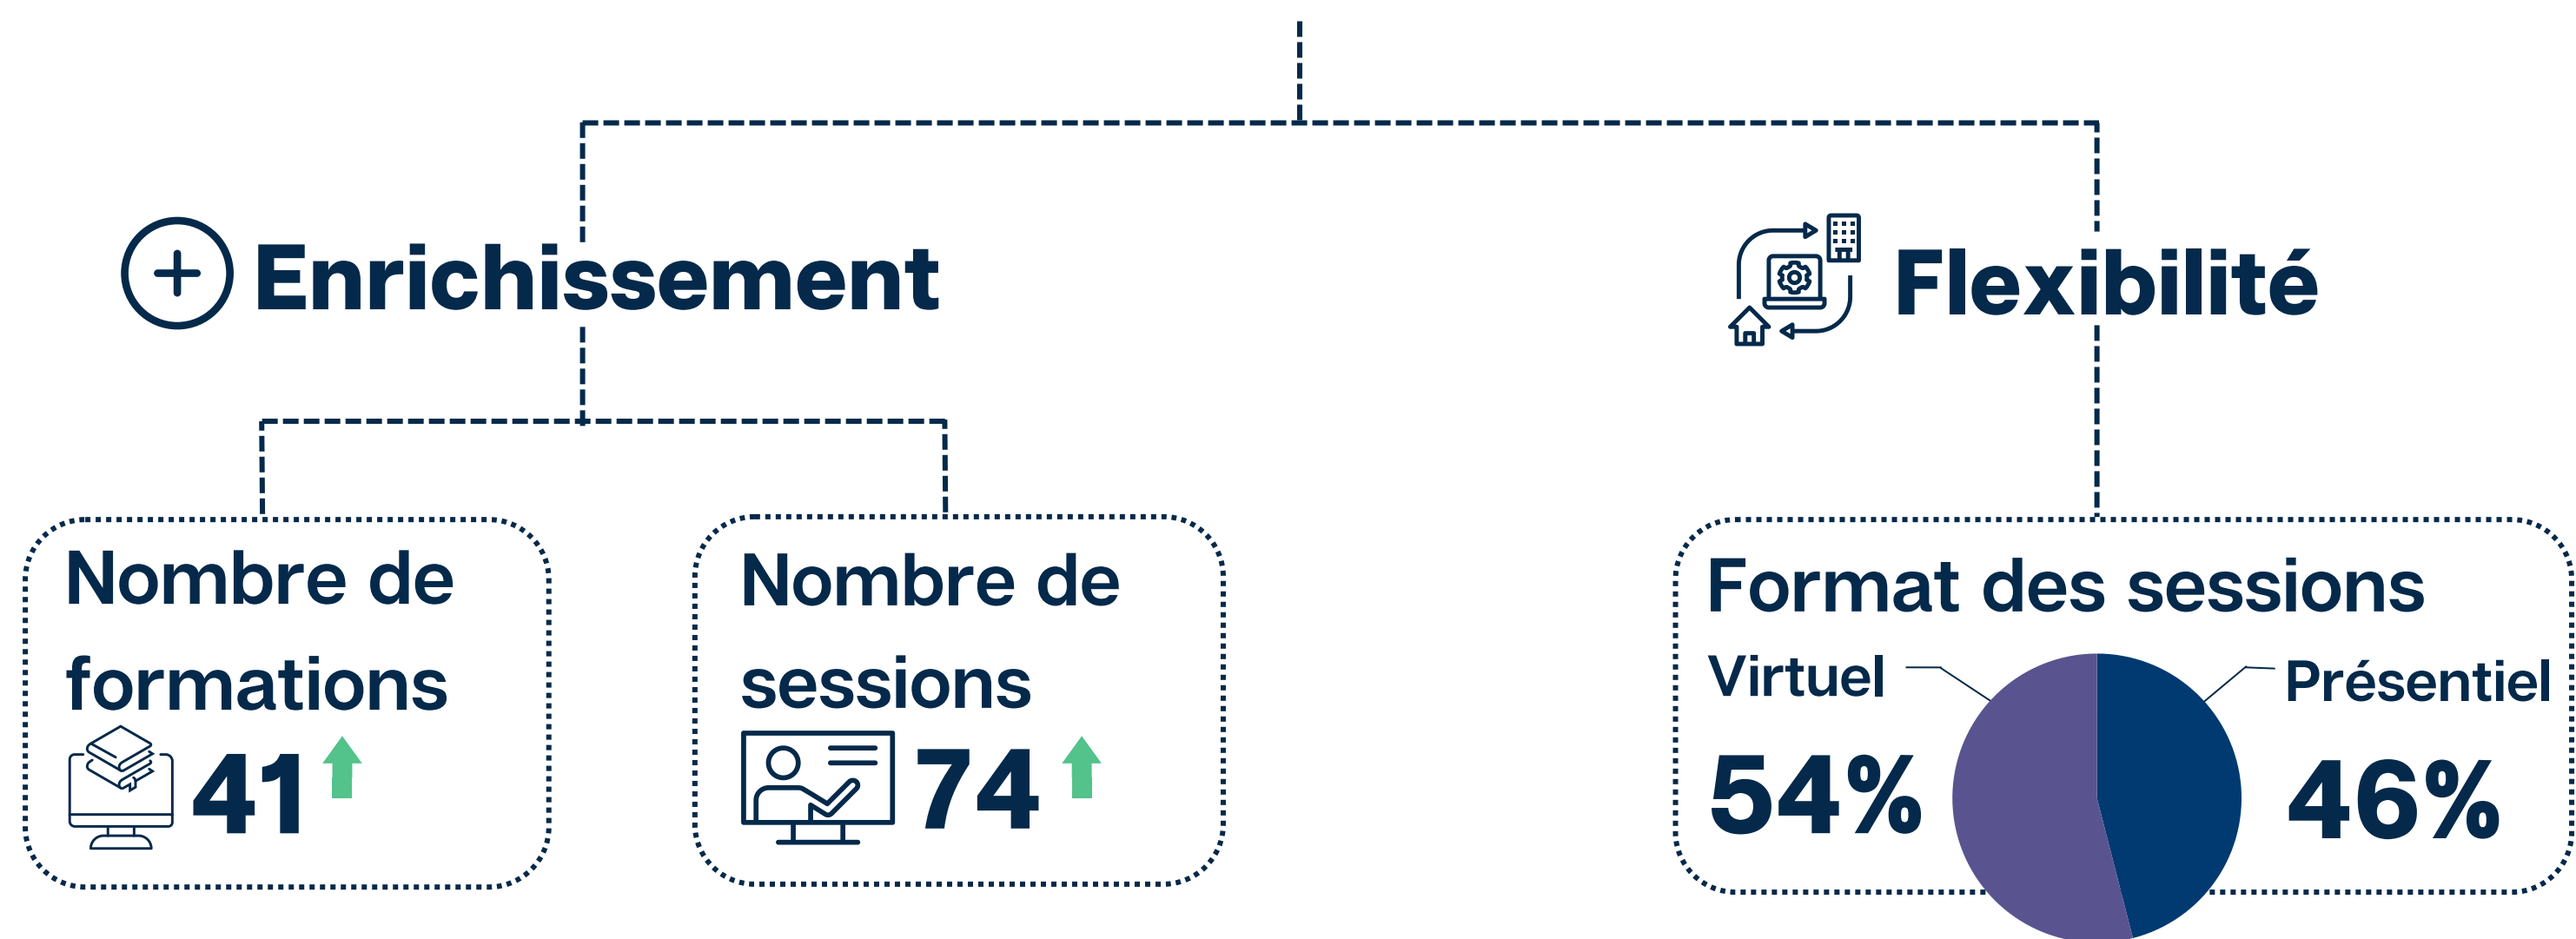 Enrichissement
Flexibilité
Nombre de
formations
41
Nombre de
sessions
74
Format des sessions
Virtuel
54%
Présentiel
46%